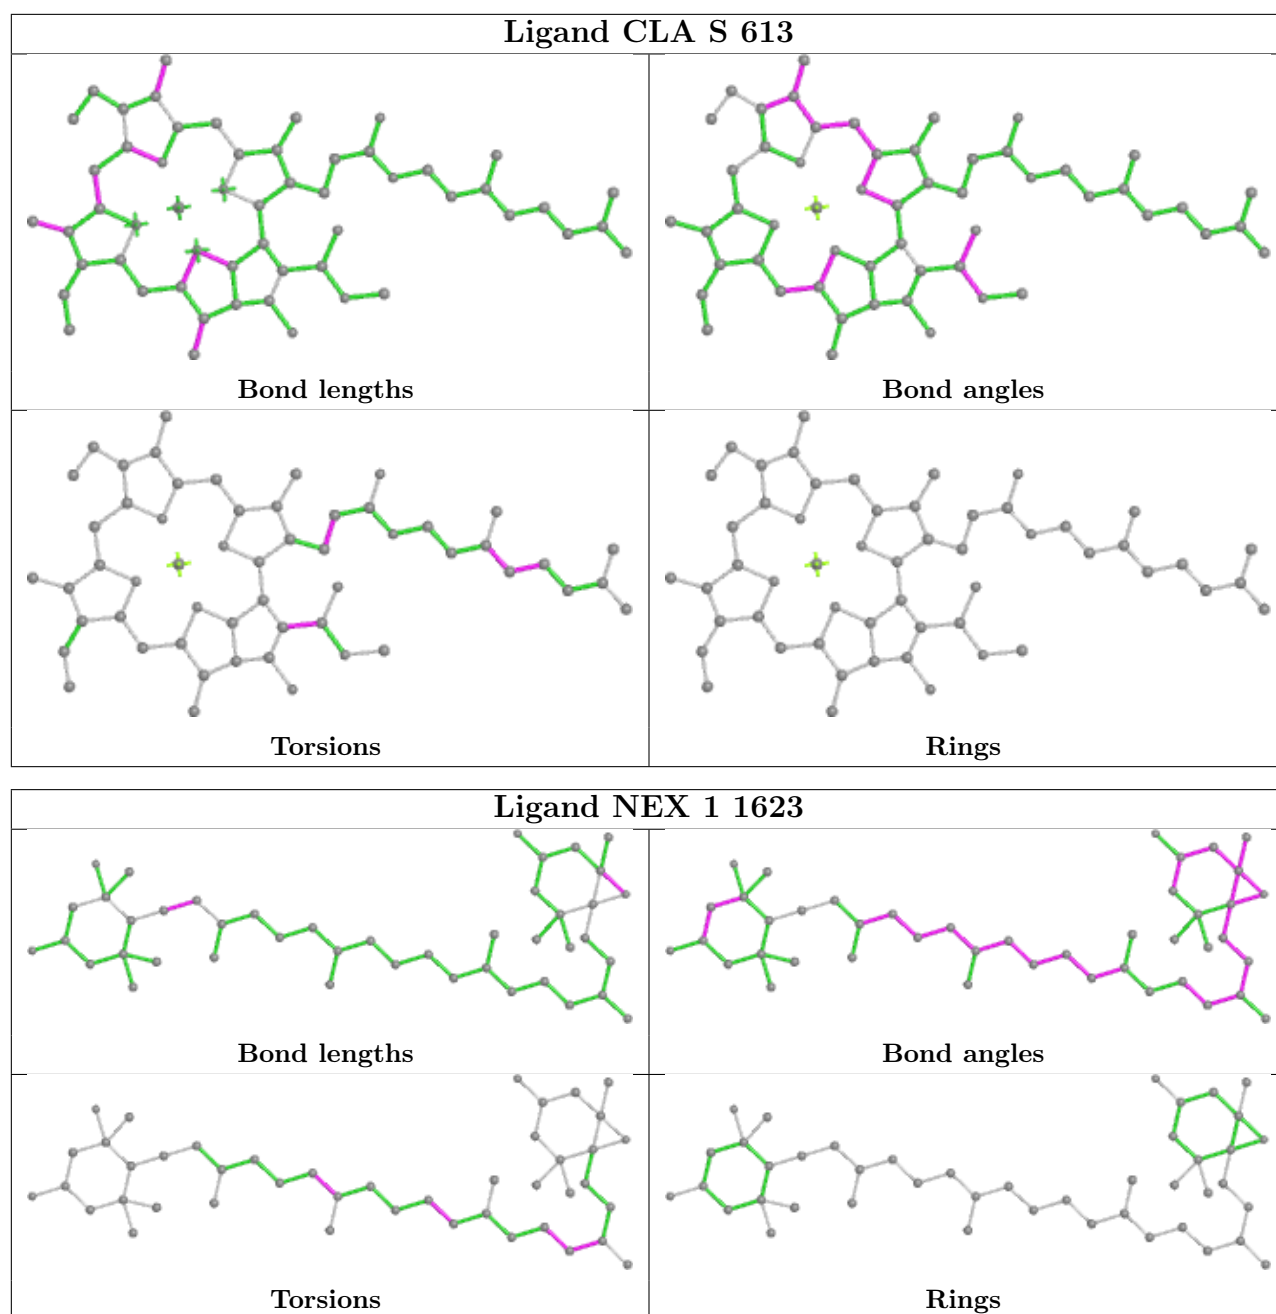 Ligand CLA S 613
Bond lengths
Bond angles
Torsions
Rings
Ligand NEX 1 1623
Bond lengths
Bond angles
Torsions
Rings